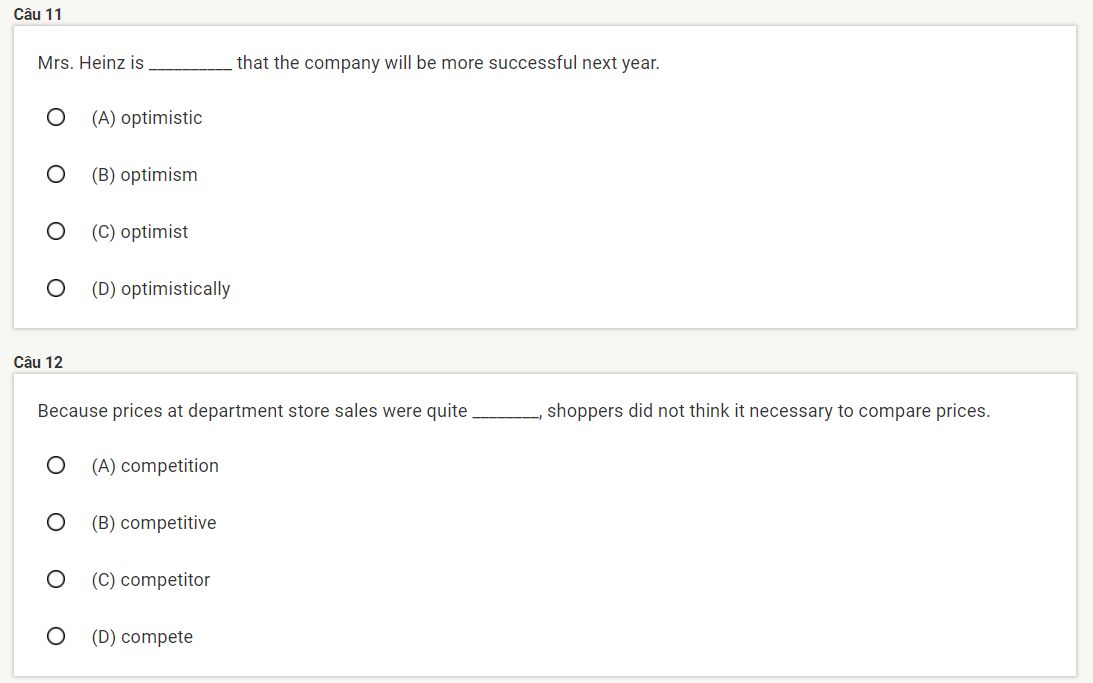 Câu 11
Mrs. Heinz is __________ that the company will be more successful next year.
(A) optimistic
(B) optimism
(C) optimist
(D) optimistically
Câu 12
Because prices at department store sales were quite ________, shoppers did not think it necessary to compare prices.
(A) competition
(B) competitive
(C) competitor
(D) compete